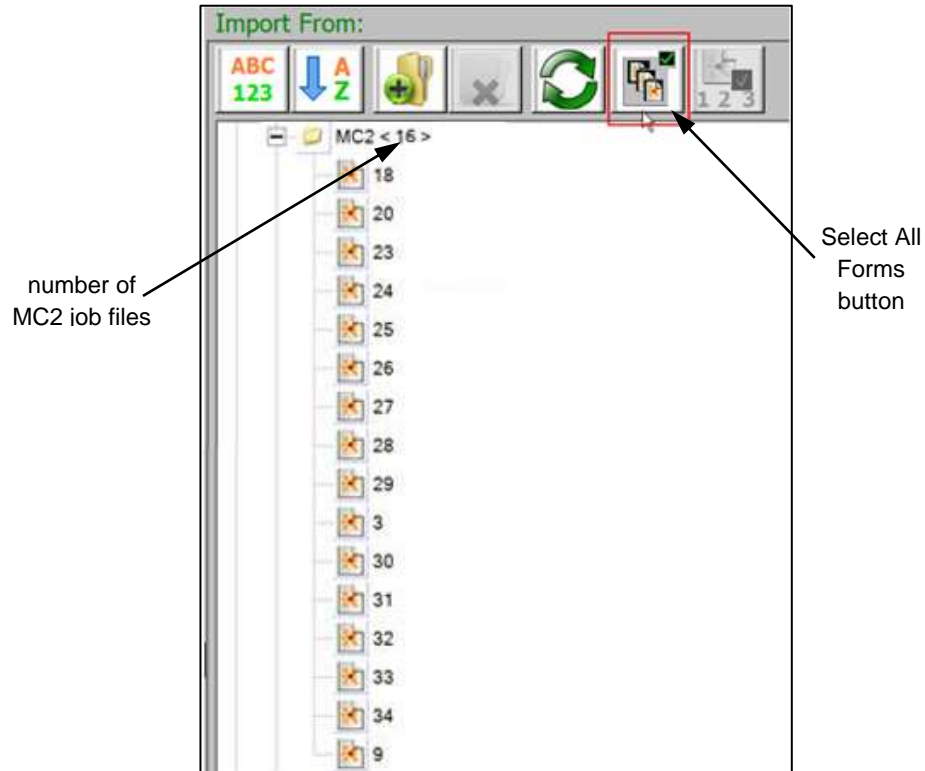 Import From:
ABC
123
A
Z
1 2 3
MC2 < 16 >
18
20
23
24
25
26
27
28
29
3
30
31
32
33
34
9
number of
MC2 job files
Select All
Forms
button